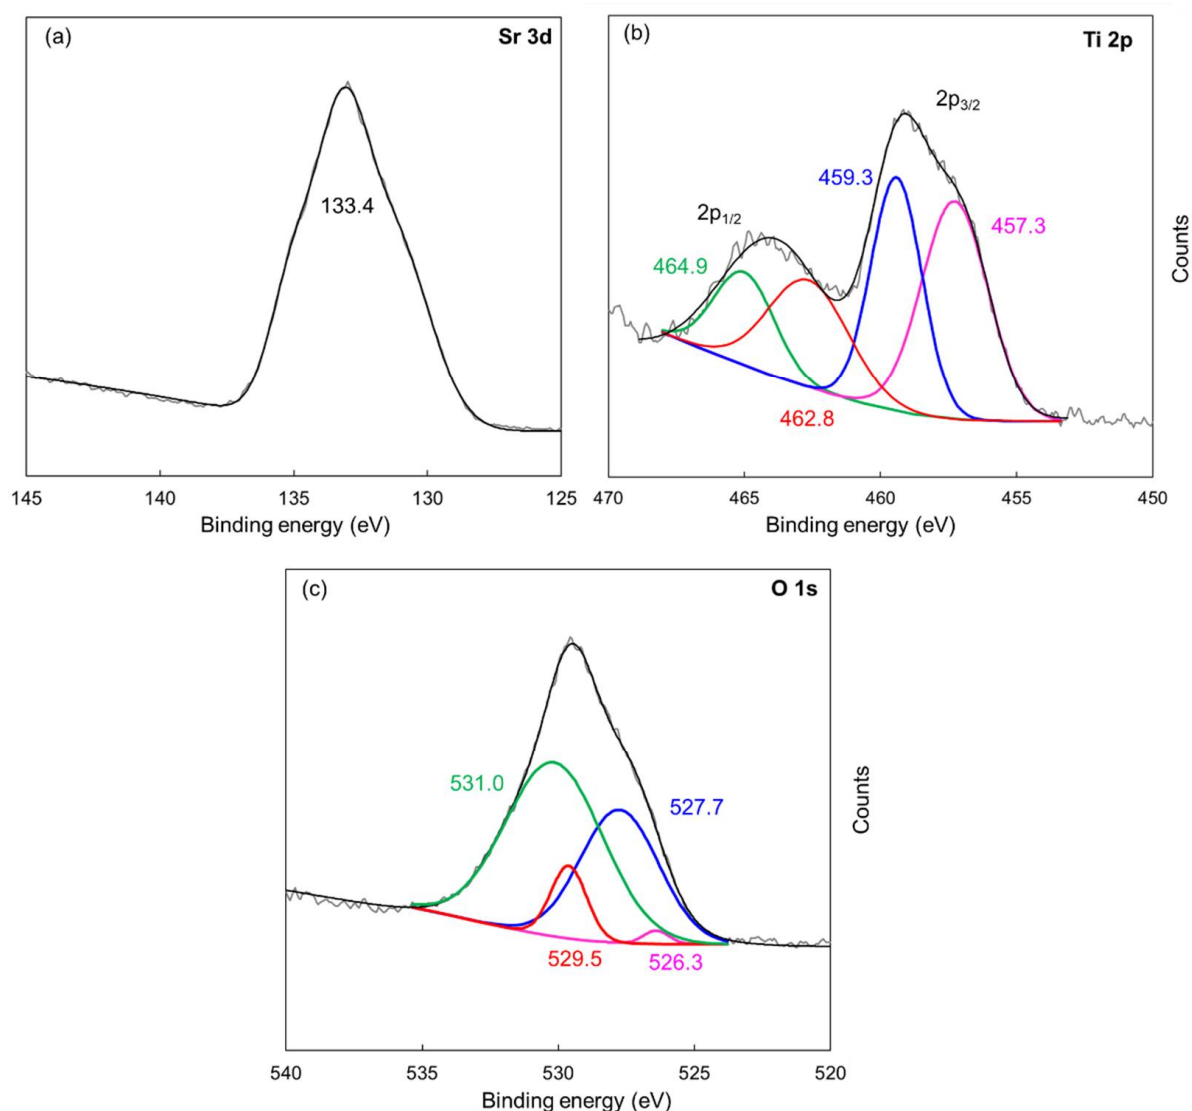 (a)
Sr 3d
133.4
145 140 135 130 125
Binding energy (eV)
(b)
Ti 2p
2p3/2
459.3
457.3
2p1/2
464.9
462.8
Counts
470 465 460 455 450
Binding energy (eV)
(c)
O 1s
531.0
527.7
529.5
526.3
Counts
540 535 530 525 520
Binding energy (eV)